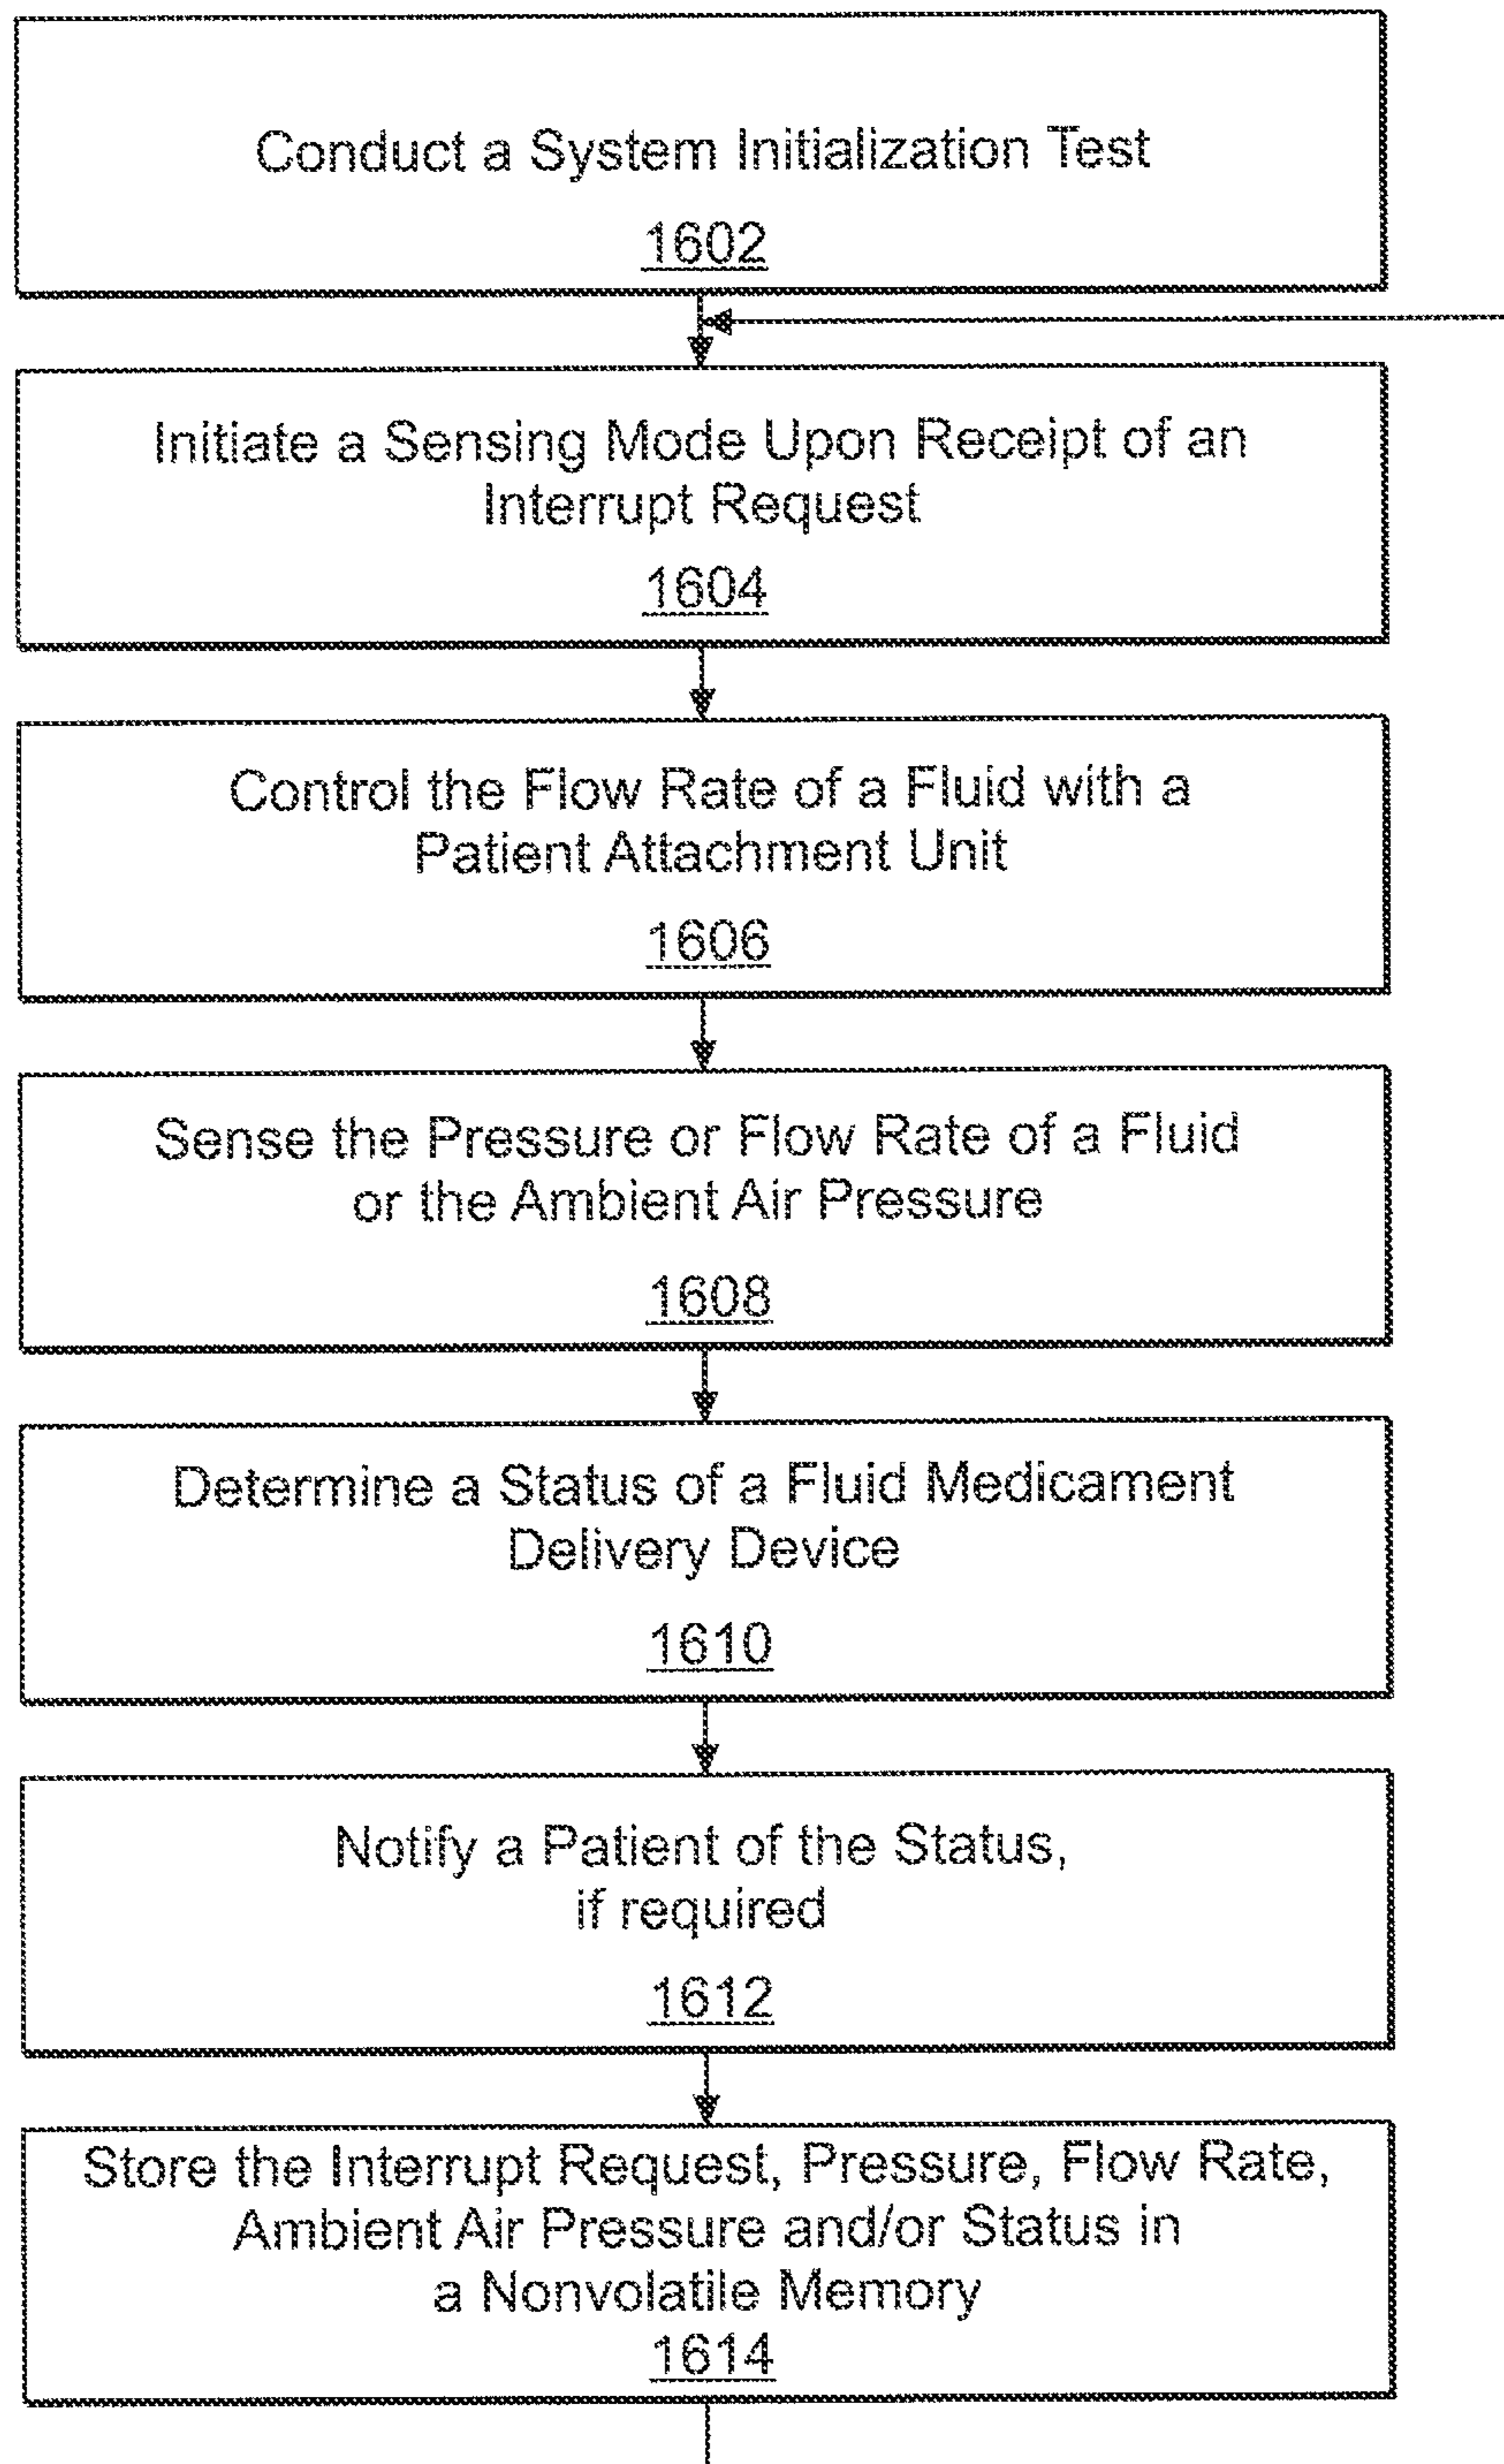 Conduct a System Initialization Test
1602
Initiate a Sensing Mode Upon Receipt of an
Interrupt Request
1604
Control the Flow Rate of a Fluid with a
Patient Attachment Unit
1606
Sense the Pressure or Flow Rate of a Fluid
or the Ambient Air Pressure
1608
Determine a Status of a Fluid Medicament
Delivery Device
1610
Notify a Patient of the Status,
if required
1612
Store the Interrupt Request, Pressure, Flow Rate,
Ambient Air Pressure and/or Status in
a Nonvolatile Memory
1614